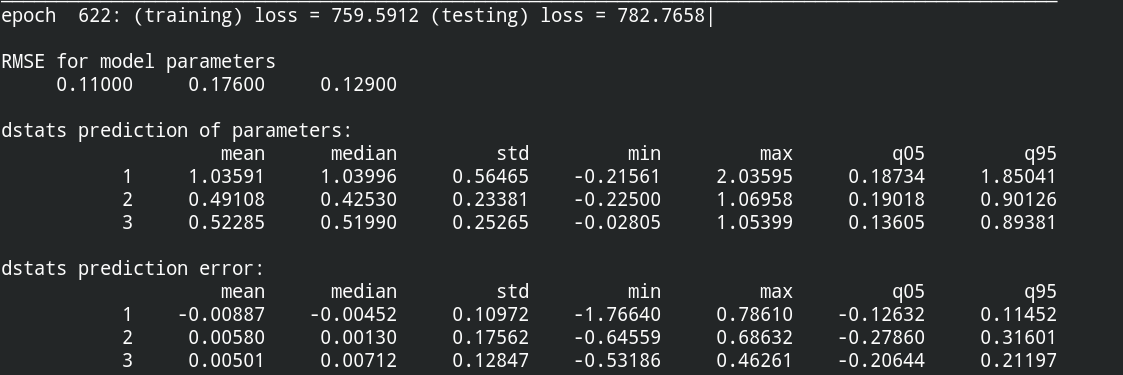 epoch  622: (training) loss = 759.5912 (testing) loss = 782.7658|
RMSE for model parameters
0.11000     0.17600     0.12900
dstats prediction of parameters:
mean      median         std         min         max         q05         q95
1     1.03591     1.03996     0.56465    -0.21561     2.03595     0.18734     1.85041
2     0.49108     0.42530     0.23381    -0.22500     1.06958     0.19018     0.90126
3     0.52285     0.51990     0.25265    -0.02805     1.05399     0.13605     0.89381
dstats prediction error:
mean      median         std         min         max         q05         q95
1    -0.00887    -0.00452     0.10972    -1.76640     0.78610    -0.12632     0.11452
2     0.00580     0.00130     0.17562    -0.64559     0.68632    -0.27860     0.31601
3     0.00501     0.00712     0.12847    -0.53186     0.46261    -0.20644     0.21197